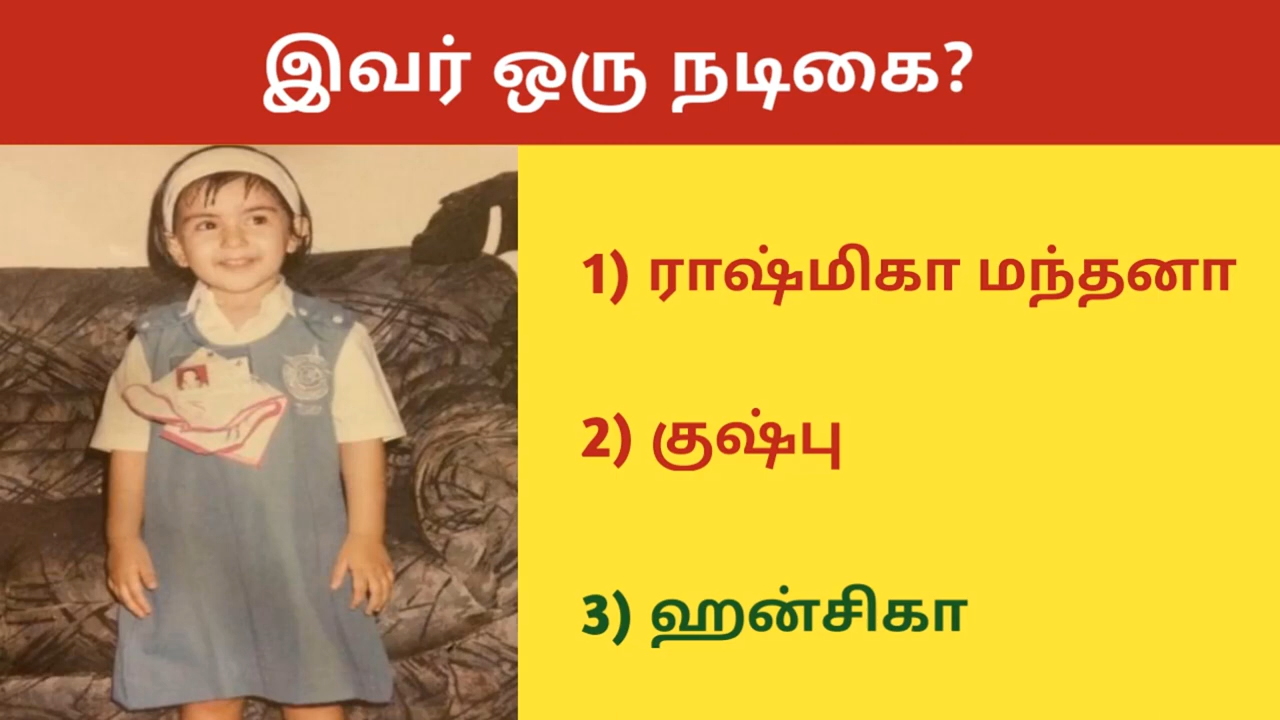 இவர் ஒரு நடிகை?
1) ராஷ்மிகா மந்தனா
2) குஷ்பு
3) ஹன்சிகா